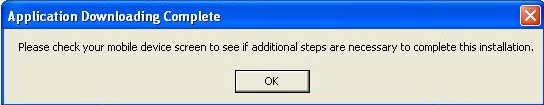 Application Downloading Complete
Please check your mobile device screen to see if additional steps are necessary to complete this installation.
OK